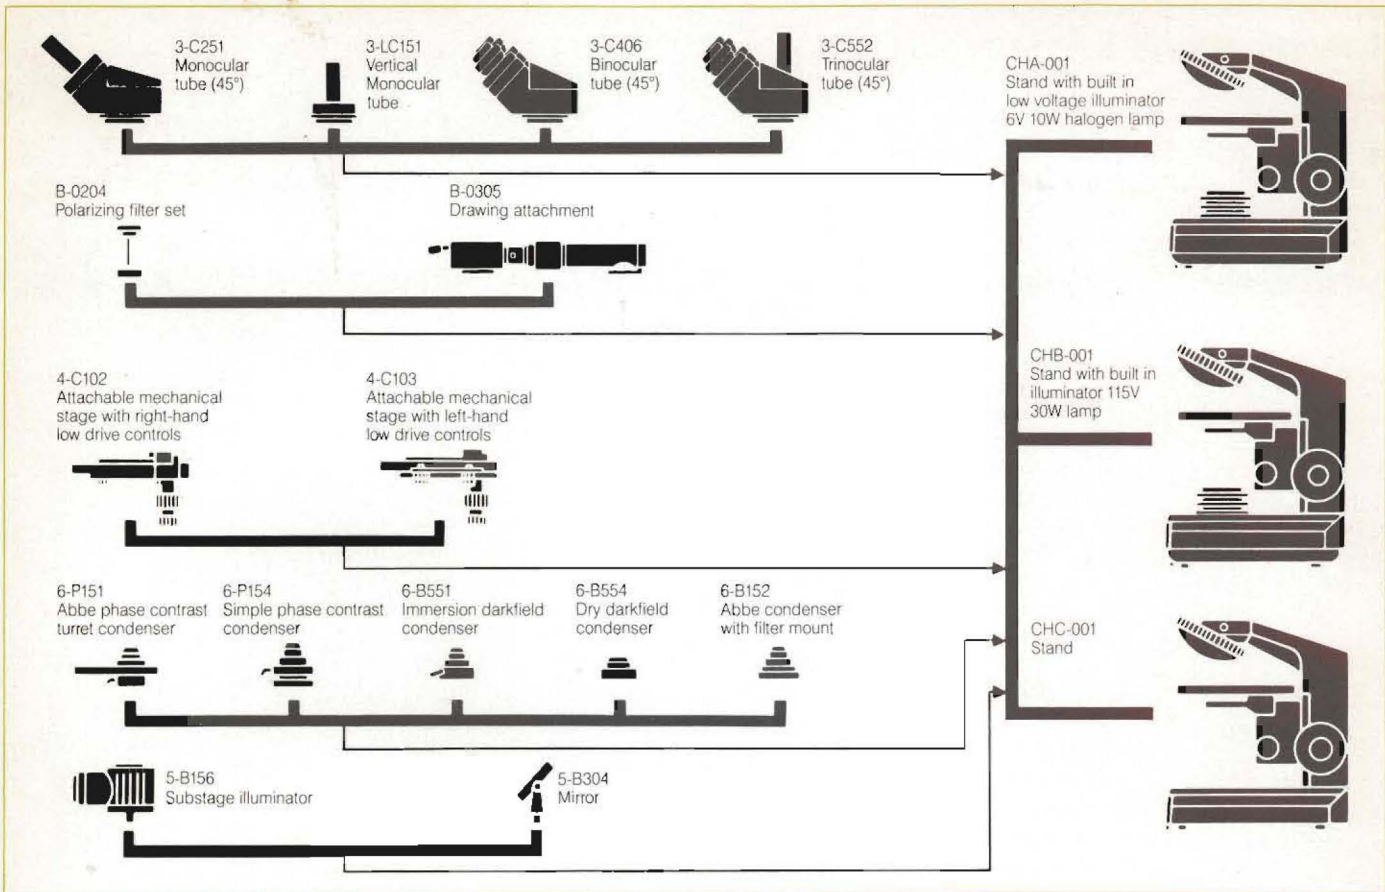 3-C251
Monocular
tube (45°)
3-LC151
Vertical
Monocular
tube
3-C406
Binocular
tube (45°)
3-C552
Trinocular
tube (45°)
CHA-001
Stand with built in
low voltage illuminator
6V 10W halogen lamp
B-0204
Polarizing filter set
B-0305
Drawing attachment
CHB-001
Stand with built in
illuminator 115V
30W lamp
4-C102
Attachable mechanical
stage with right-hand
low drive controls
4-C103
Attachable mechanical
stage with left-hand
low drive controls
6-P151
Abbe phase contrast
turret condenser
6-P154
Simple phase contrast
condenser
6-B551
Immersion darkfield
condenser
6-B554
Dry darkfield
condenser
6-B152
Abbe condenser
with filter mount
CHC-001
Stand
5-B156
Substage illuminator
5-B304
Mirror